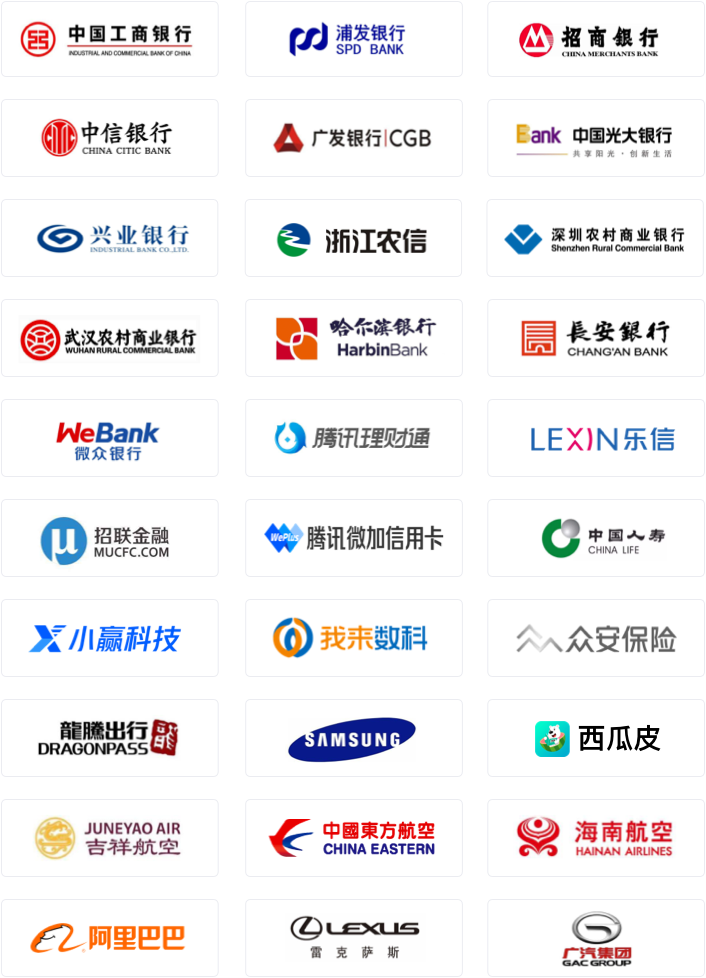 中国工商银行
INDUSTRIAL AND COMMERCIAL BANK OF CHINA
浦发银行
SPD BANK
招商銀行
CHINA MERCHANTS BANK
中信银行
CHINA CITIC BANK
广发银行|CGB
Bank 中国光大银行
共享阳光·创新生活
兴业银行
INDUSTRIAL BANK CO.,LTD.
浙江农信
深圳农村商业银行
Shenzhen Rural Commercial Bank
武汉农村商业银行
WUHAN RURAL COMMERCIAL BANK
哈尔滨银行
HarbinBank
長安銀行
CHANG'AN BANK
WeBank
微众银行
腾讯理财通
LEXIN乐信
招联金融
MUCFC.COM
WePlus 腾讯微加信用卡
中国人寿
CHINA LIFE
小赢科技
我来数科
众安保险
龍騰出行
DRAGONPASS
SAMSUNG
西瓜皮
JUNEYAO AIR
吉祥航空
中國東方航空
CHINA EASTERN
海南航空
HAINAN AIRLINES
阿里巴巴
LEXUS
雷克萨斯
广汽集团
GAC GROUP